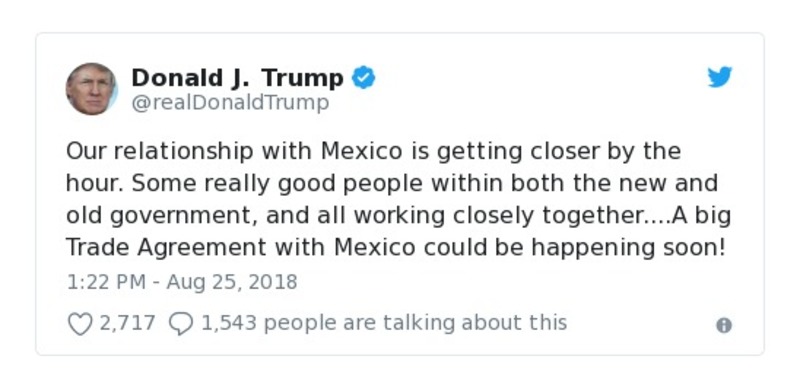 Donald J. Trump
@realDonaldTrump
Our relationship with Mexico is getting closer by the
hour. Some really good people within both the new and
old government, and all working closely together....A big
Trade Agreement with Mexico could be happening soon!
1:22 PM - Aug 25, 2018
2,717 1,543 people are talking about this